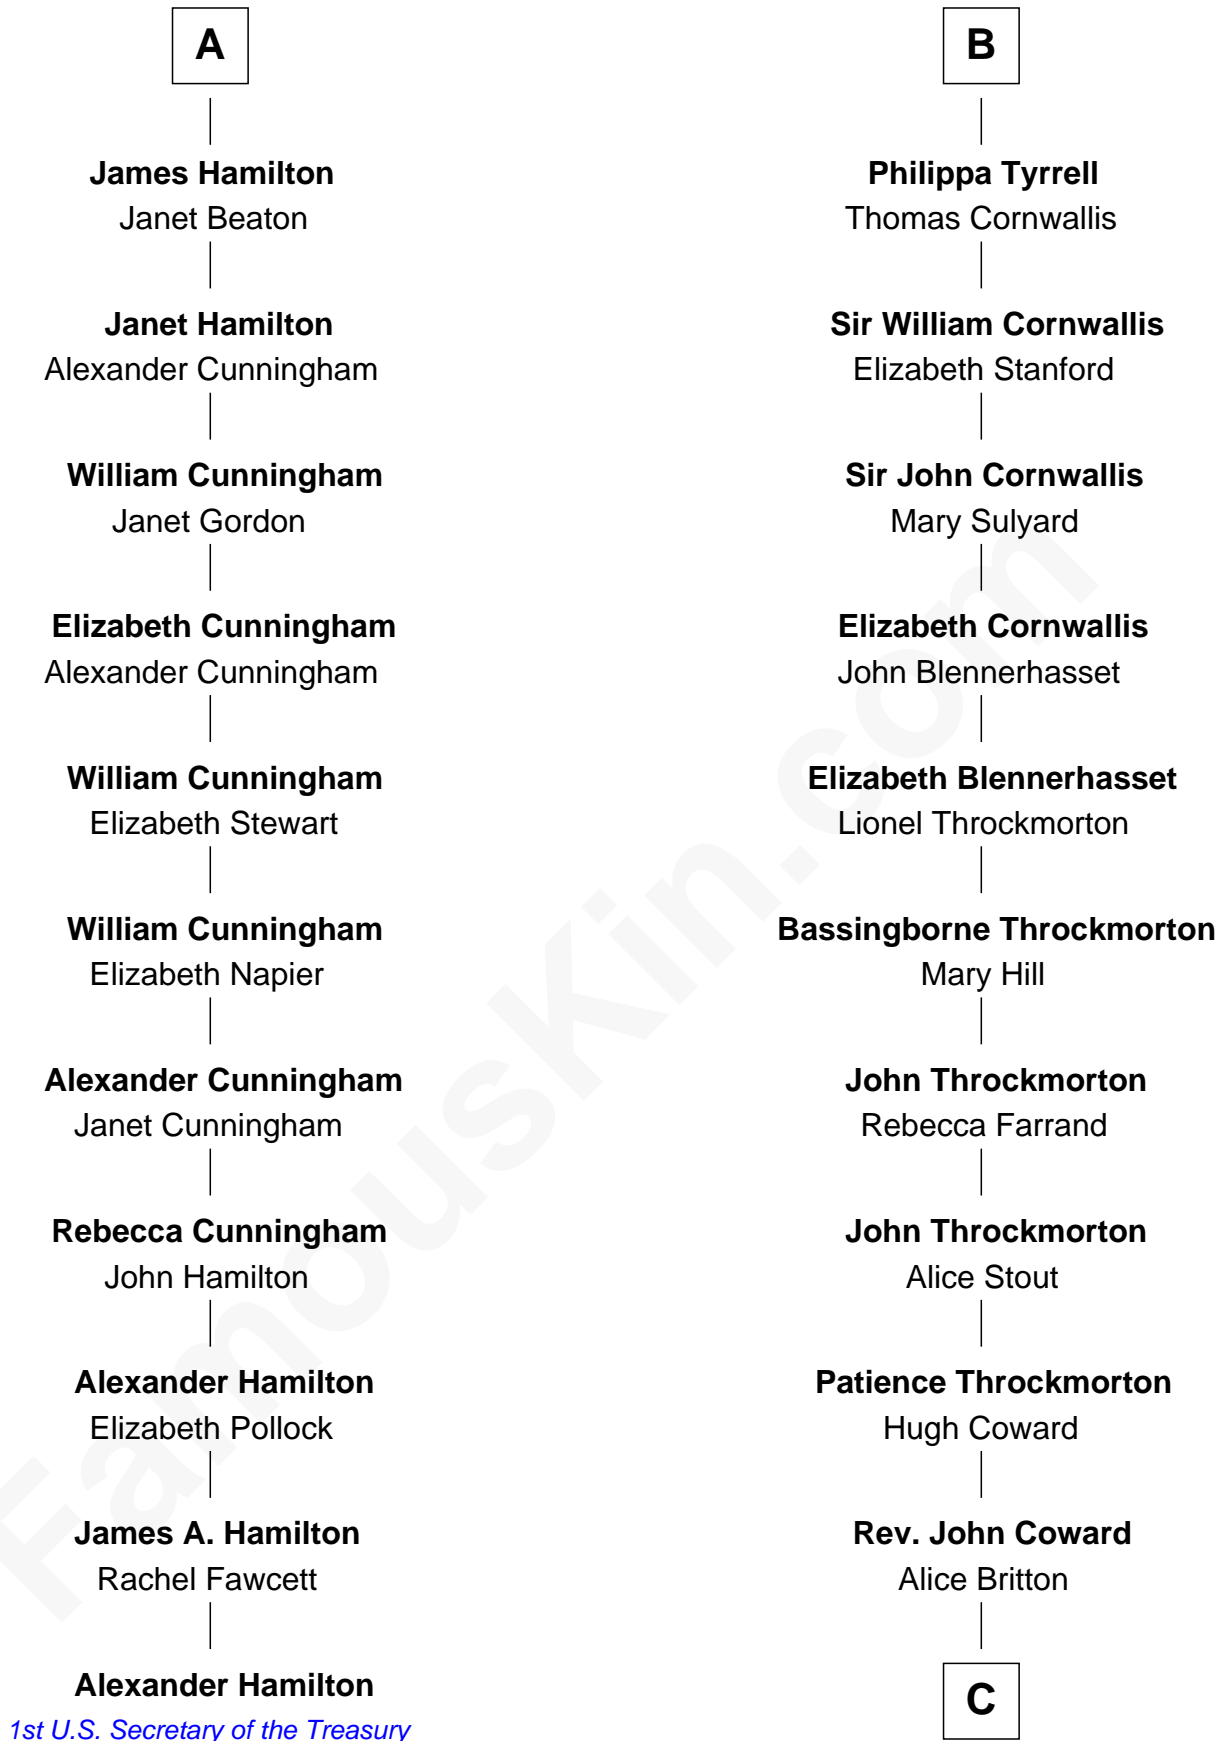 A
James Hamilton
Janet Beaton
Janet Hamilton
Alexander Cunningham
William Cunningham
Janet Gordon
Elizabeth Cunningham
Alexander Cunningham
William Cunningham
Elizabeth Stewart
William Cunningham
Elizabeth Napier
Alexander Cunningham
Janet Cunningham
Rebecca Cunningham
John Hamilton
Alexander Hamilton
Elizabeth Pollock
James A. Hamilton
Rachel Fawcett
Alexander Hamilton
1st U.S. Secretary of the Treasury
B
Philippa Tyrrell
Thomas Cornwallis
Sir William Cornwallis
Elizabeth Stanford
Sir John Cornwallis
Mary Sulyard
Elizabeth Cornwallis
John Blennerhasset
Elizabeth Blennerhasset
Lionel Throckmorton
Bassingborne Throckmorton
Mary Hill
John Throckmorton
Rebecca Farrand
John Throckmorton
Alice Stout
Patience Throckmorton
Hugh Coward
Rev. John Coward
Alice Britton
C
FamousKin.com